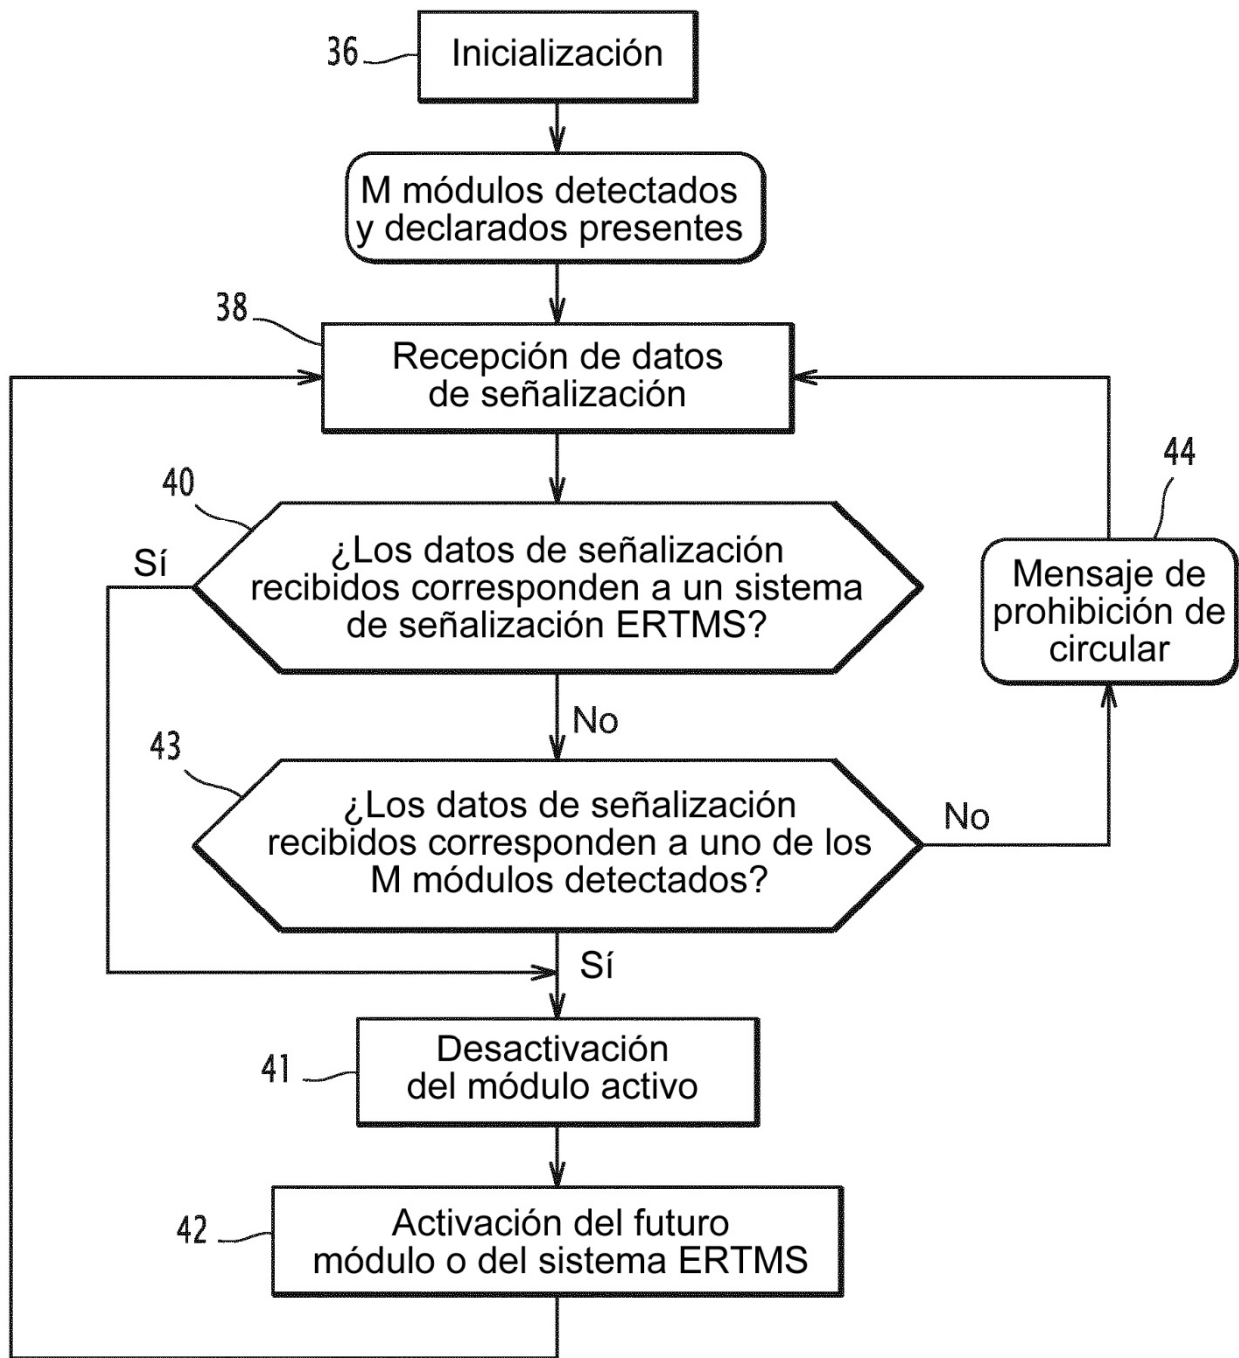 36
Inicialización
M módulos detectados
y declarados presentes
38
Recepción de datos
de señalización
40
Sí
¿Los datos de señalización
recibidos corresponden a un sistema
de señalización ERTMS?
44
Mensaje de
prohibición de
circular
No
43
¿Los datos de señalización
recibidos corresponden a uno de los
M módulos detectados?
No
Sí
41
Desactivación
del módulo activo
42
Activación del futuro
módulo o del sistema ERTMS